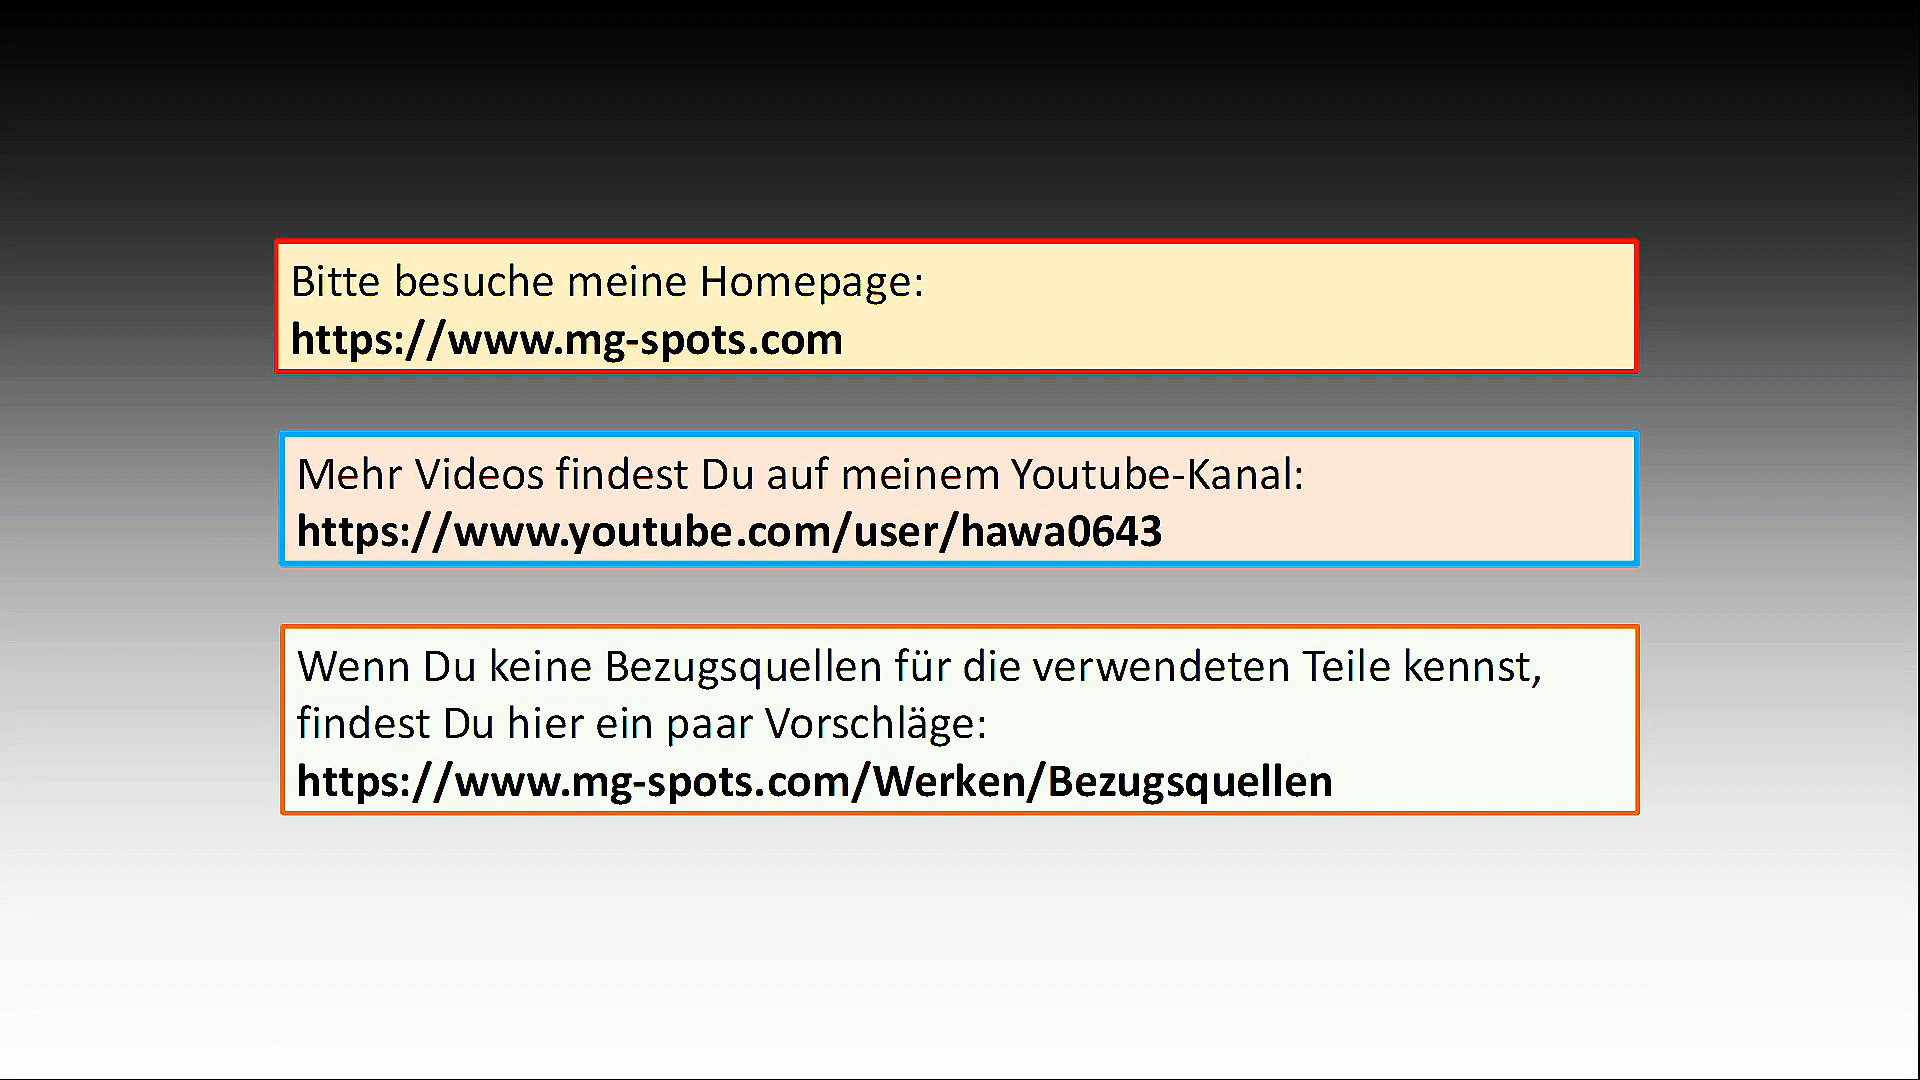 Bitte besuche meine Homepage:
https://www.mg-spots.com
Mehr Videos findest Du auf meinem Youtube-Kanal:
https://www.youtube.com/user/hawa0643
Wenn Du keine Bezugsquellen für die verwendeten Teile kennst,
findest Du hier ein paar Vorschläge:
https://www.mg-spots.com/Werken/Bezugsquellen